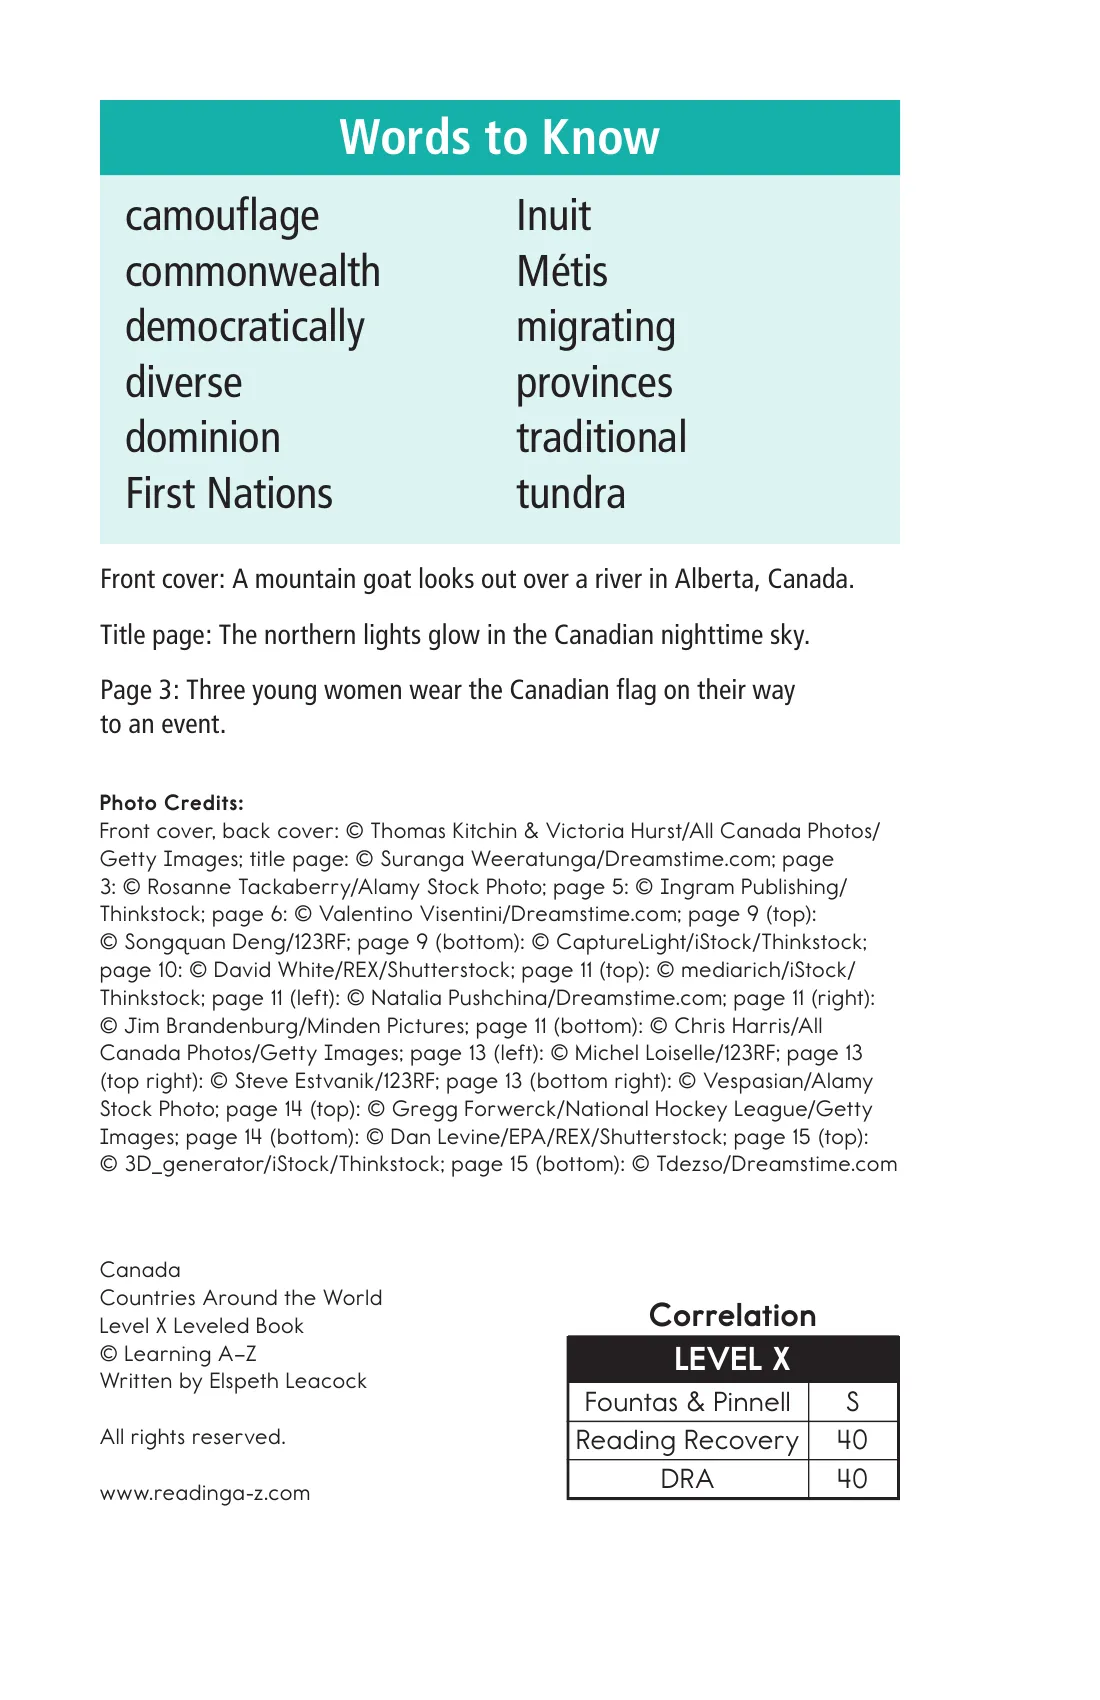 Words to Know
camouflage
commonwealth
democratically
diverse
dominion
First Nations
Inuit
Métis
migrating
provinces
traditional
tundra
Front cover: A mountain goat looks out over a river in Alberta, Canada.
Title page: The northern lights glow in the Canadian nighttime sky.
Page 3: Three young women wear the Canadian flag on their way
to an event.
Photo Credits:
Front cover, back cover: © Thomas Kitchin & Victoria Hurst/All Canada Photos/
Getty Images; title page: © Suranga Weeratunga/Dreamstime.com; page
3: © Rosanne Tackaberry/Alamy Stock Photo; page 5: © Ingram Publishing/
Thinkstock; page 6: © Valentino Visentini/Dreamstime.com; page 9 (top):
© Songquan Deng/123RF; page 9 (bottom): © CaptureLight/iStock/Thinkstock;
page 10: © David White/REX/Shutterstock; page 11 (top): © mediarich/iStock/
Thinkstock; page 11 (left): © Natalia Pushchina/Dreamstime.com; page 11 (right):
© Jim Brandenburg/Minden Pictures; page 11 (bottom): © Chris Harris/All
Canada Photos/Getty Images; page 13 (left): © Michel Loiselle/123RF; page 13
(top right): © Steve Estvanik/123RF; page 13 (bottom right): © Vespasian/Alamy
Stock Photo; page 14 (top): © Gregg Forwerck/National Hockey League/Getty
Images; page 14 (bottom): © Dan Levine/EPA/REX/Shutterstock; page 15 (top):
© 3D_generator/iStock/Thinkstock; page 15 (bottom): © Tdezso/Dreamstime.com
Canada
Countries Around the World
Level X Leveled Book
© Learning A–Z
Written by Elspeth Leacock
All rights reserved.
www.readinga-z.com
Correlation
LEVEL X
Fountas & Pinnell S
Reading Recovery 40
DRA 40